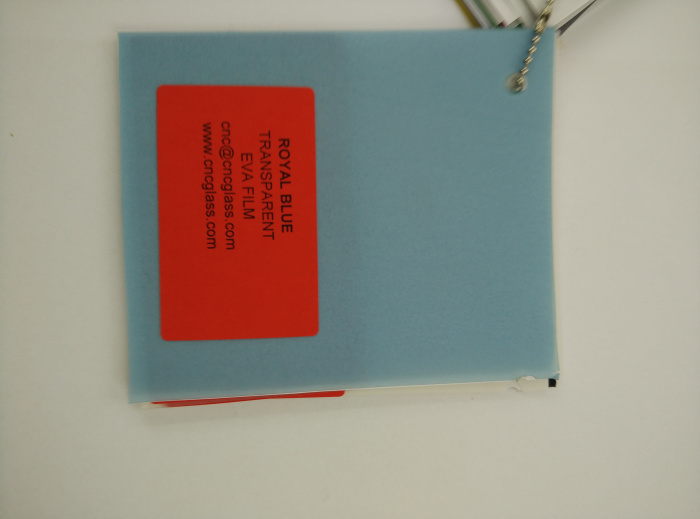 ROYAL BLUE
TRANSPARENT
EVA FILM
cnc@cncglass.com
www.cncglass.com